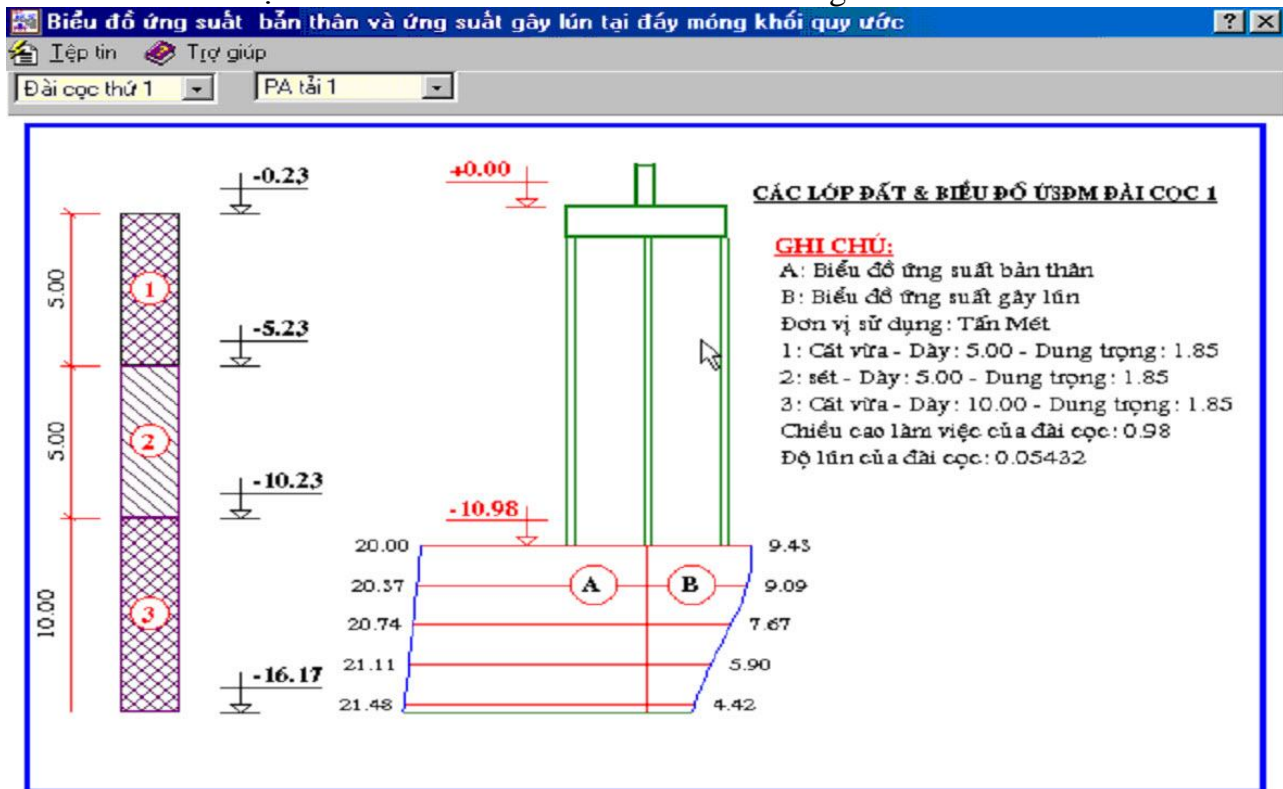 Biểu đồ ứng suất bản thân và ứng suất gây lún tại đáy móng khối quy ước
Tệp tin Trợ giúp
Đài cọc thứ 1 PA tải 1
-0.23
+0.00
CÁC LỚP ĐẤT & BIỂU ĐỒ ỨSĐM ĐÀI CỌC 1
GHI CHÚ:
A: Biểu đồ ứng suất bản thân
B: Biểu đồ ứng suất gây lún
Đơn vị sử dụng: Tấn Mét
1: Cát vừa - Dày: 5.00 - Dung trọng: 1.85
2: sét - Dày: 5.00 - Dung trọng: 1.85
3: Cát vừa - Dày: 10.00 - Dung trọng: 1.85
Chiều cao làm việc của đài cọc: 0.98
Độ lún của đài cọc: 0.05432
5.00
1
-5.23
5.00
2
-10.23
-10.98
10.00
3
-16.17
20.00 9.43
20.37 A B 9.09
20.74 7.67
21.11 5.90
21.48 4.42